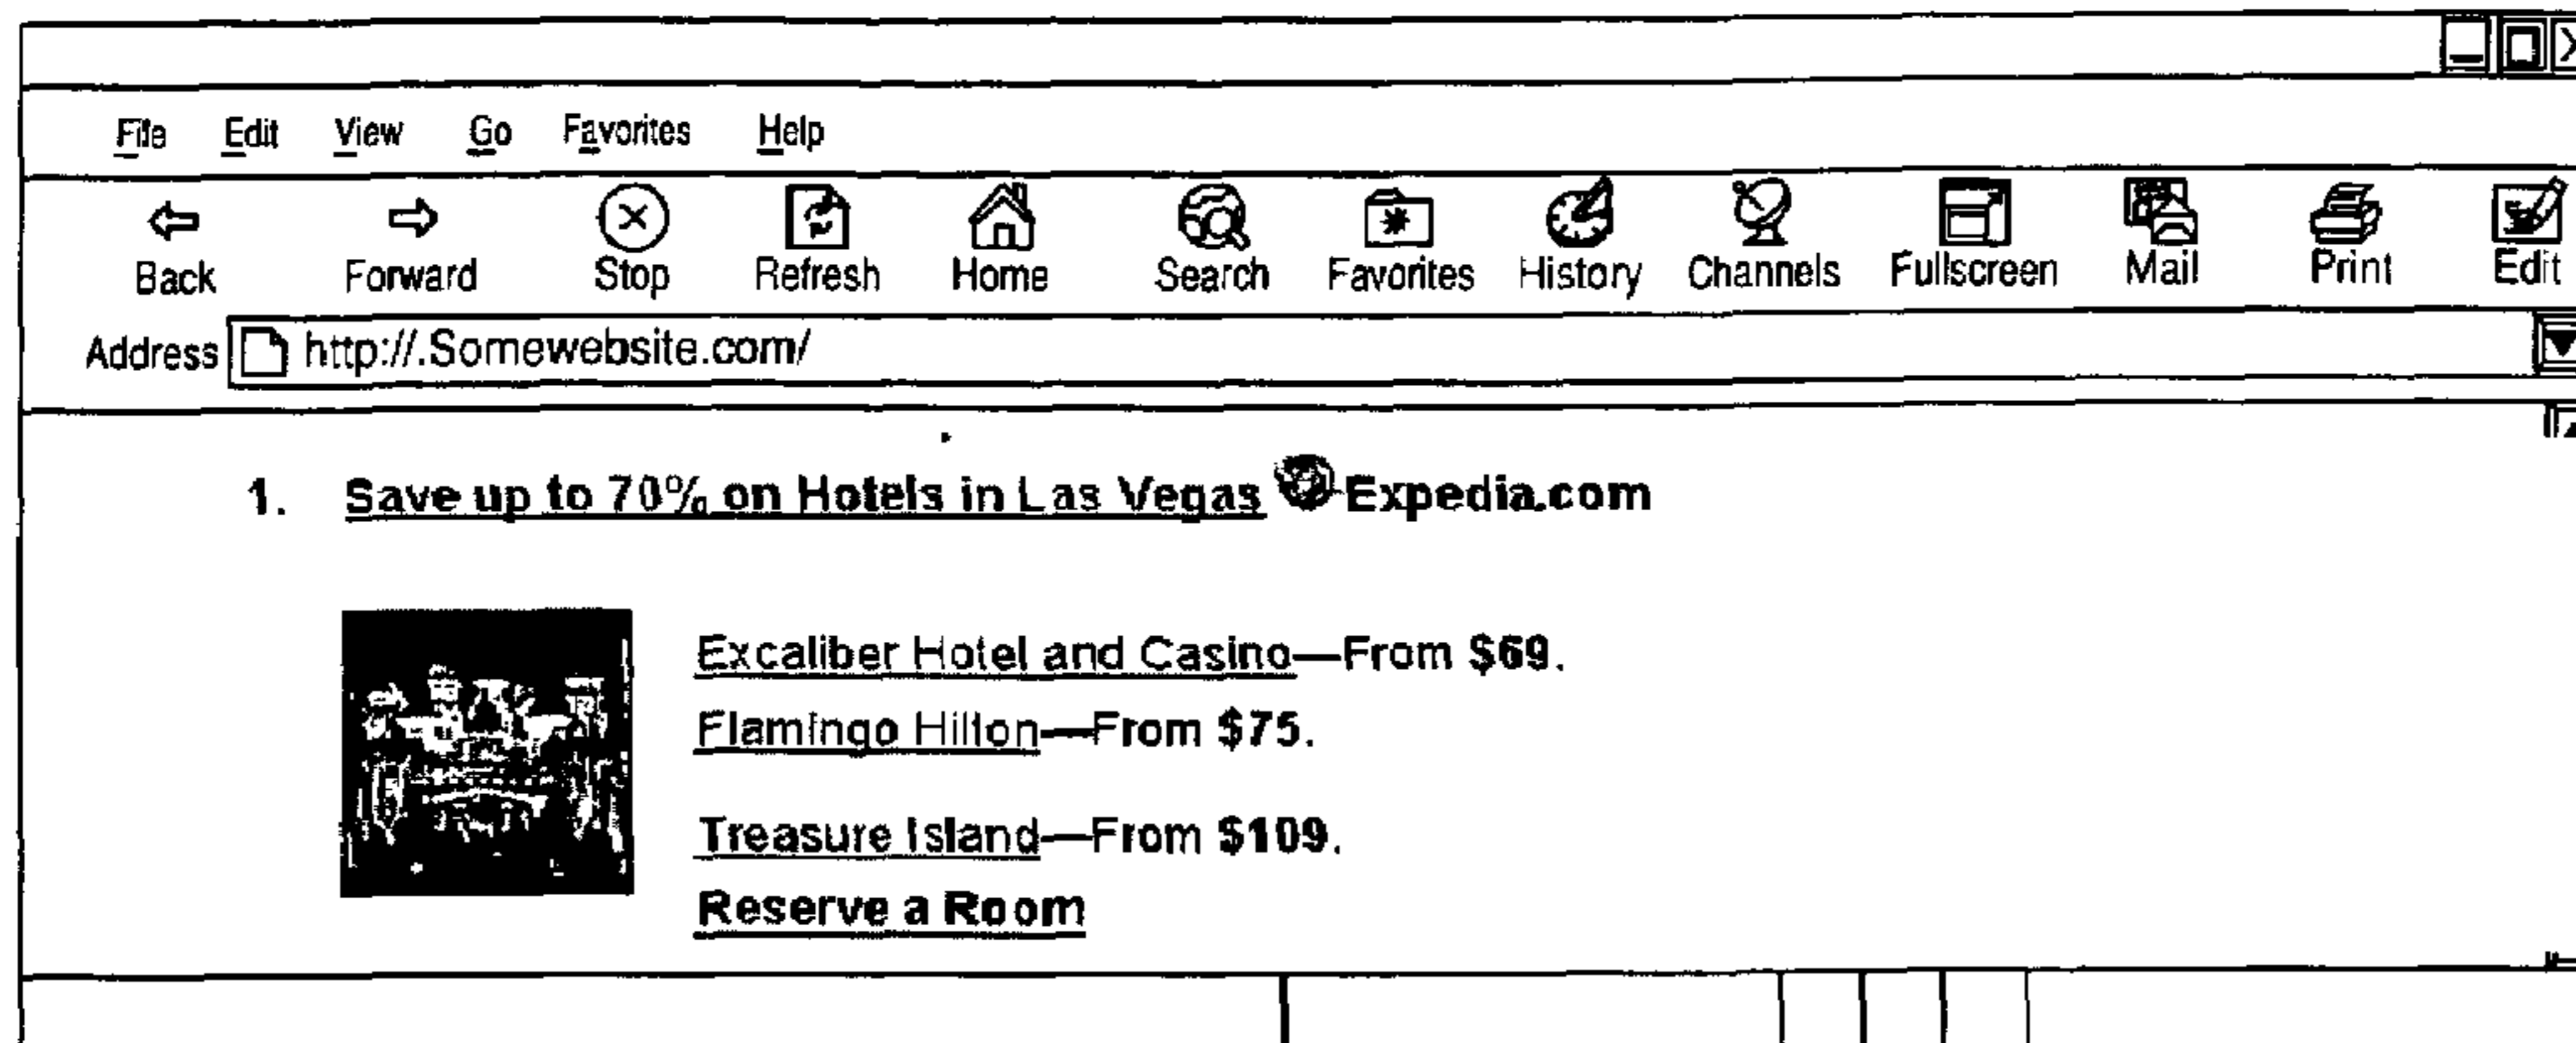 File Edit View Go Favorites Help
Back Forward Stop Refresh Home Search Favorites History Channels Fullscreen Mail Print Edit
Address http://.Somewebsite.com/
1. Save up to 70% on Hotels in Las Vegas Expedia.com
Excaliber Hotel and Casino—From $69.
Flamingo Hilton—From $75.
Treasure Island—From $109.
Reserve a Room